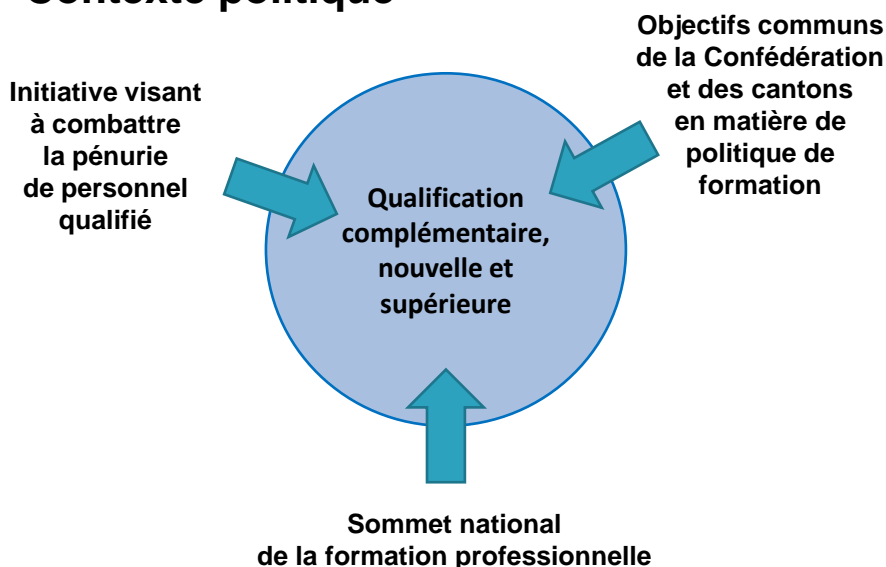 Contexte politique
Objectifs communs
de la Confédération
et des cantons
en matière de
politique de
formation
Initiative visant
à combattre
la pénurie
de personnel
qualifié
Qualification
complémentaire,
nouvelle et
supérieure
Sommet national
de la formation professionnelle